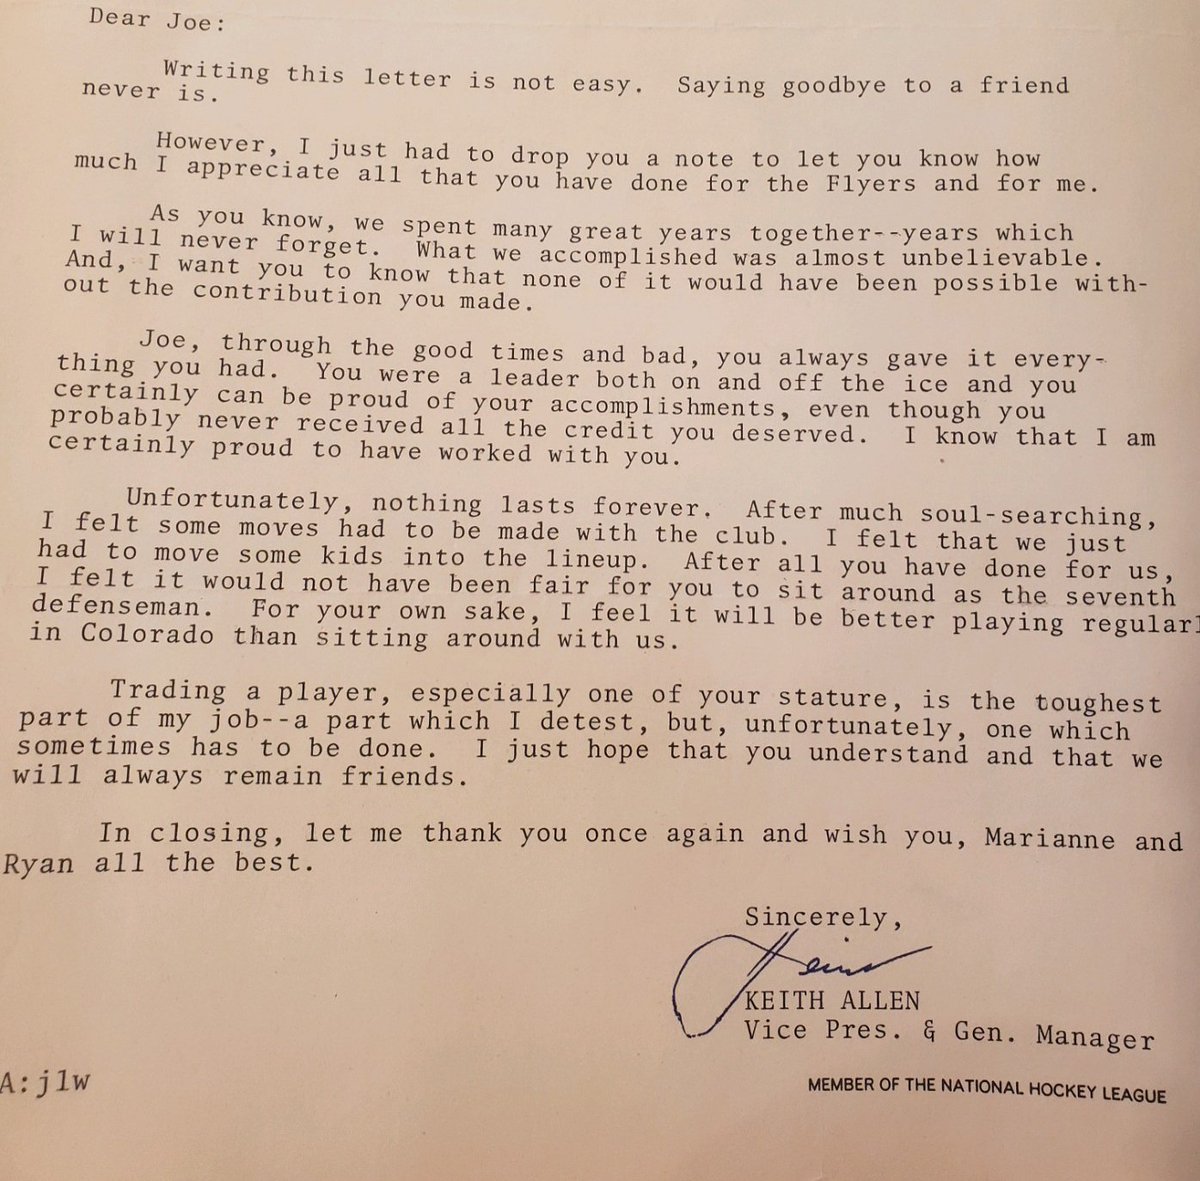 Dear Joe:
Writing this letter is not easy. Saying goodbye to a friend
never is.
However, I just had to drop you a note to let you know how
much I appreciate all that you have done for the Flyers and for me.
As you know, we spent many great years together--years which
I will never forget. What we accomplished was almost unbelievable.
And, I want you to know that none of it would have been possible with-
out the contribution you made.
Joe, through the good times and bad, you always gave it every-
thing you had. You were a leader both on and off the ice and you
certainly can be proud of your accomplishments, even though you
probably never received all the credit you deserved. I know that I am
certainly proud to have worked with you.
Unfortunately, nothing lasts forever. After much soul-searching,
I felt some moves had to be made with the club. I felt that we just
had to move some kids into the lineup. After all you have done for us,
I felt it would not have been fair for you to sit around as the seventh
defenseman. For your own sake, I feel it will be better playing regularl
in Colorado than sitting around with us.
Trading a player, especially one of your stature, is the toughest
part of my job--a part which I detest, but, unfortunately, one which
sometimes has to be done. I just hope that you understand and that we
will always remain friends.
In closing, let me thank you once again and wish you, Marianne and
Ryan all the best.
Sincerely,
KEITH ALLEN
Vice Pres. & Gen. Manager
A:jlw
MEMBER OF THE NATIONAL HOCKEY LEAGUE